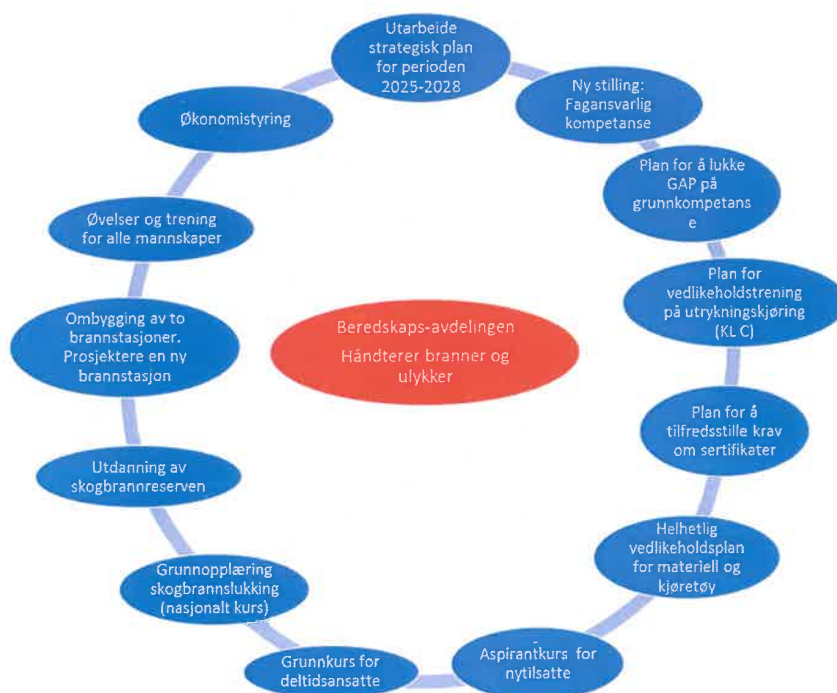 Utarbeide
strategisk plan
for perioden
2025-2028
Ny stilling:
Fagansvarlig
kompetanse
Plan for å lukke
GAP på
grunnkompetans
e
Plan for
vedlikeholdstrening
på utrykningskjøring
(KL C)
Plan for å
tilfredsstille krav
om sertifikater
Helhetlig
vedlikeholdsplan
for materiell og
kjøretøy
-
Aspirantkurs for
nytilsatte
Grunnkurs for
deltidsansatte
Grunnopplæring
skogbrannslukking
(nasjonalt kurs)
Utdanning av
skogbrannreserven
Ombygging av to
brannstasjoner.
Prosjektere en ny
brannstasjon
Øvelser og trening
for alle mannskaper
Økonomistyring
Beredskaps-avdelingen
Håndterer branner og
ulykker